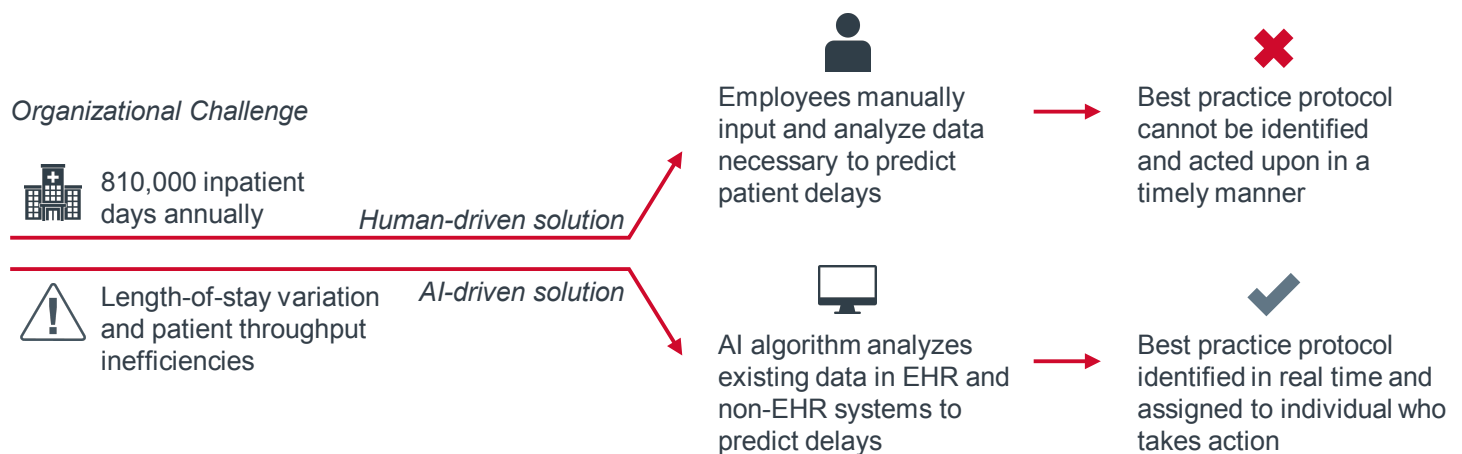 Organizational Challenge
810,000 inpatient
days annually
Human-driven solution
AI-driven solution
Length-of-stay variation
and patient throughput
inefficiencies
Employees manually
input and analyze data
necessary to predict
patient delays
Best practice protocol
cannot be identified
and acted upon in a
timely manner
AI algorithm analyzes
existing data in EHR and
non-EHR systems to
predict delays
Best practice protocol
identified in real time and
assigned to individual who
takes action